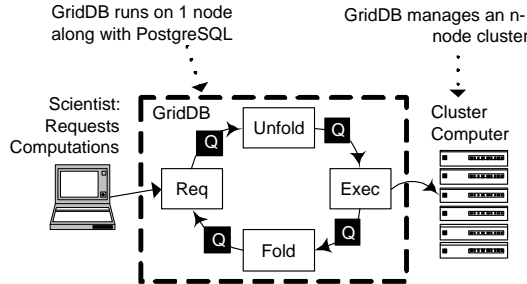 GridDB runs on 1 node
along with PostgreSQL
GridDB manages an n-
node cluster
Scientist:
Requests
Computations
GridDB
Unfold
Q
Q
Cluster
Computer
Req
Exec
Q
Q
Fold